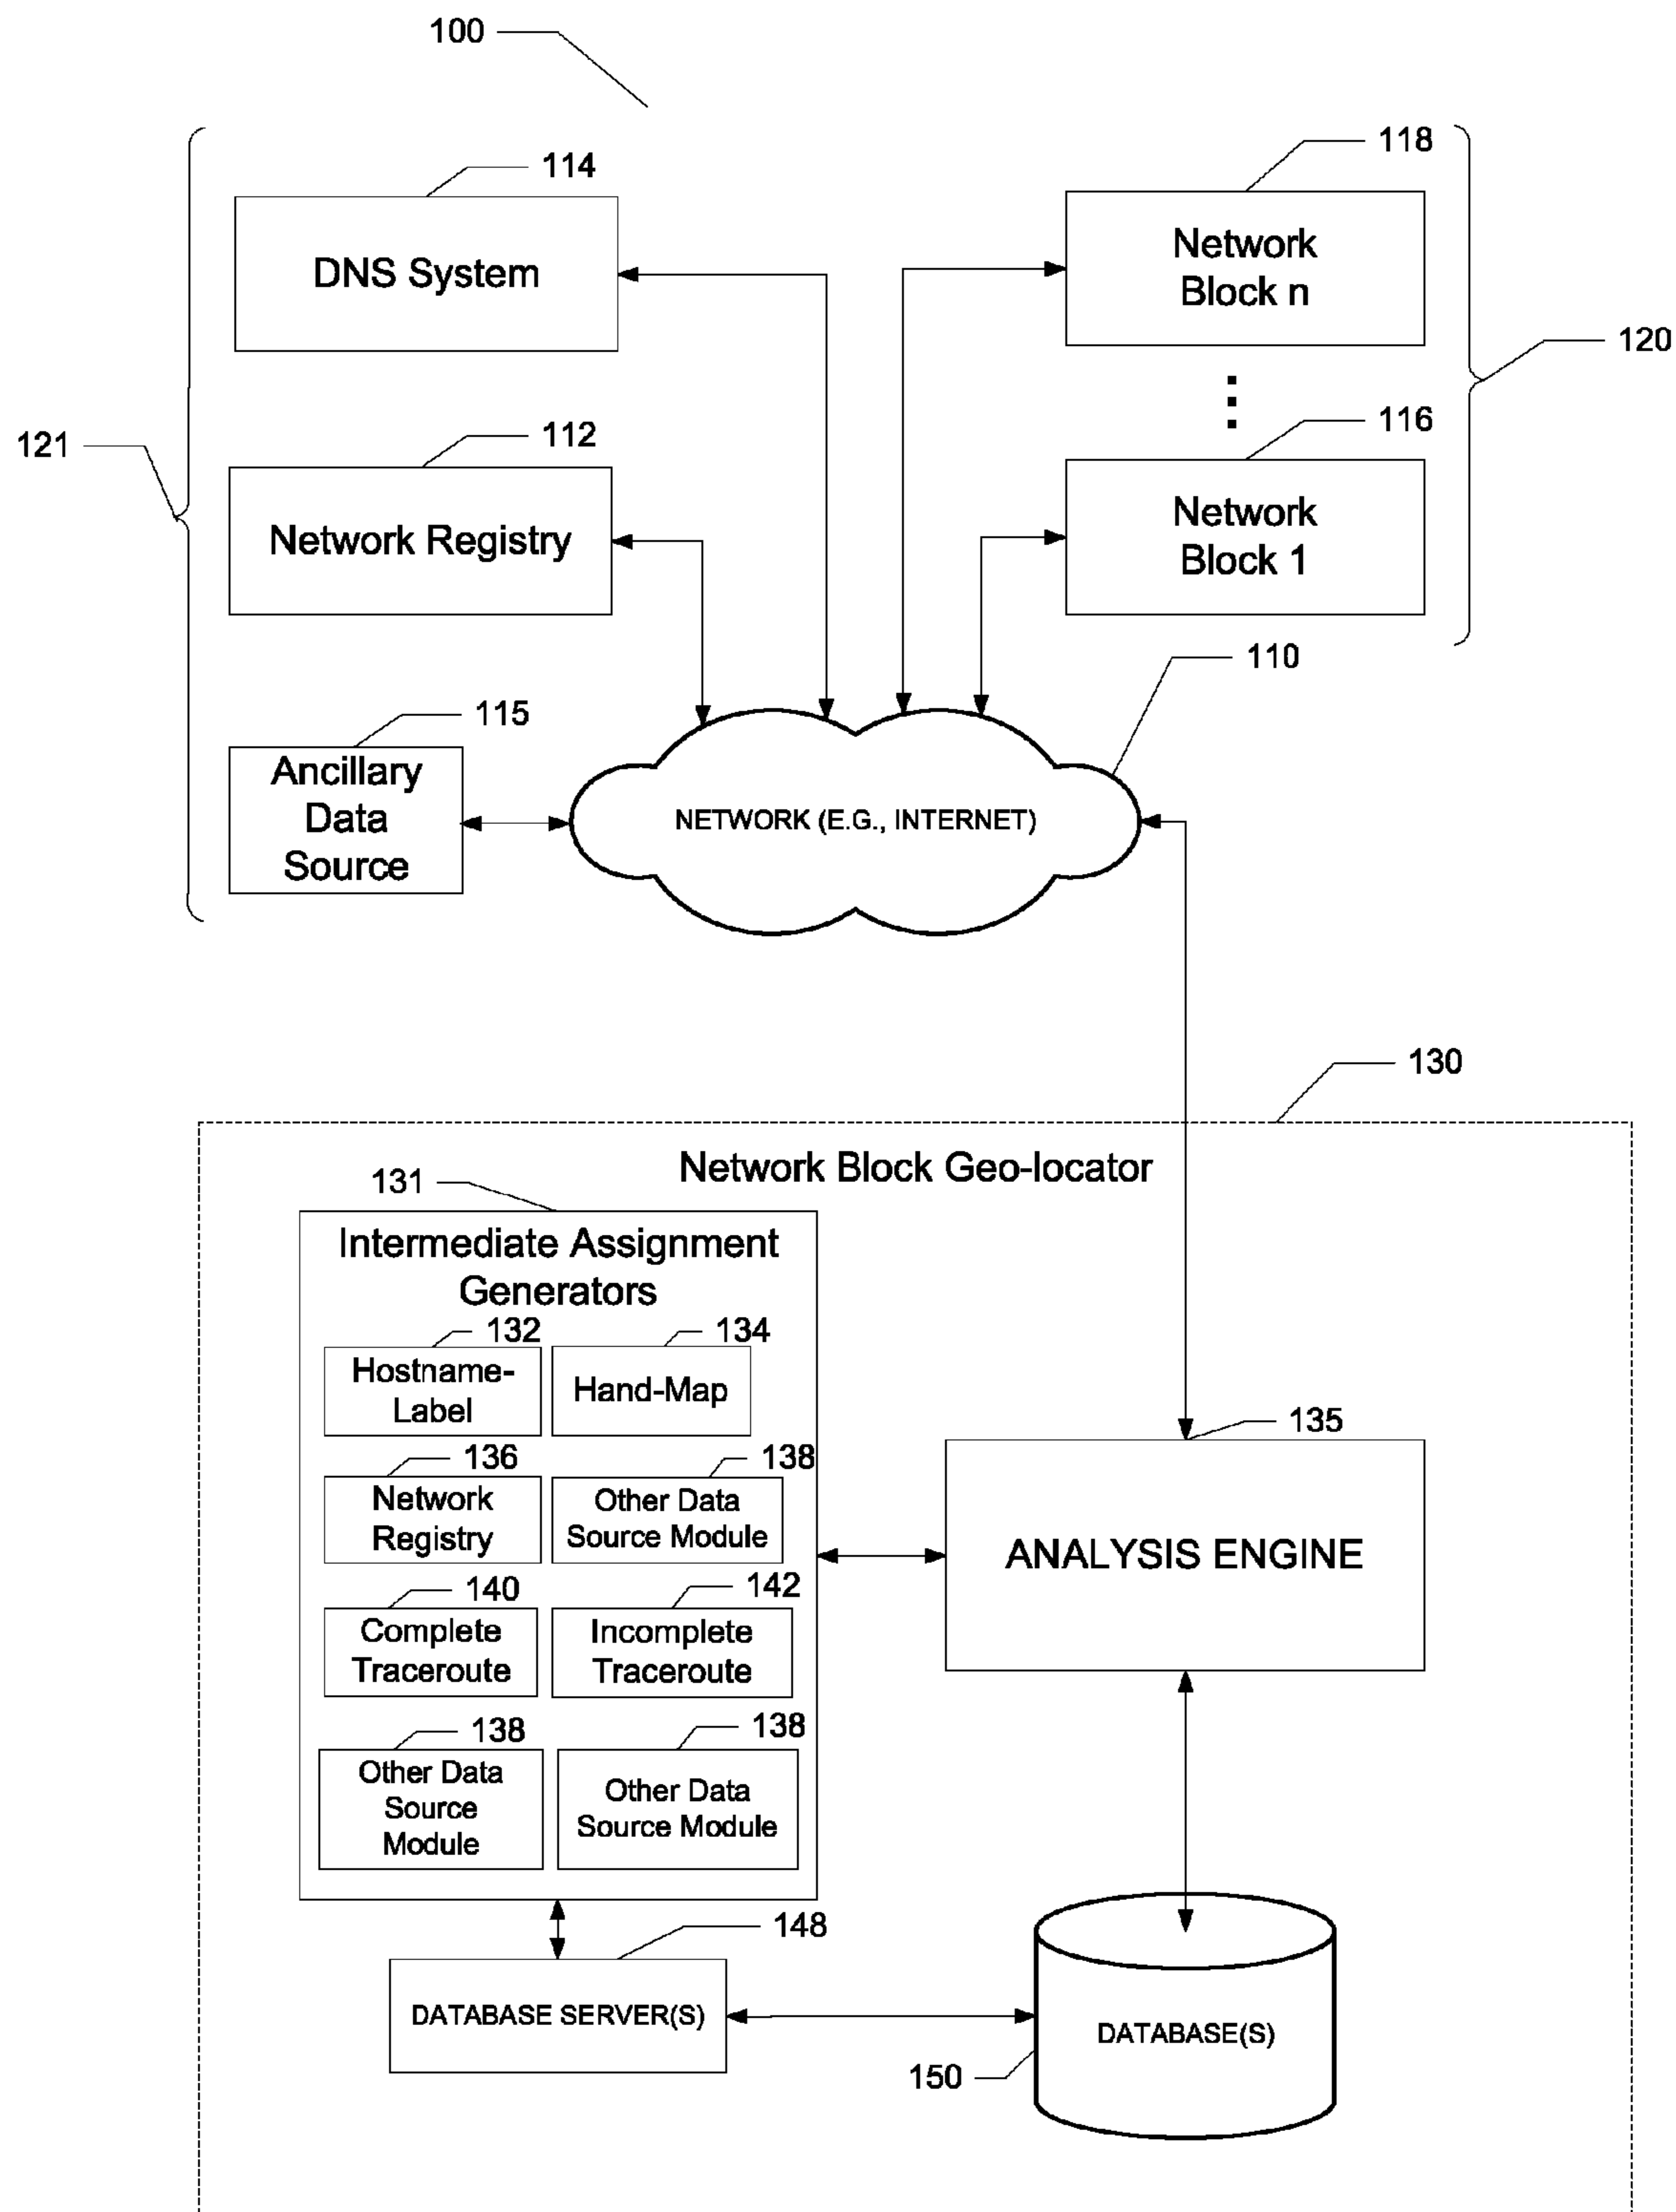 100
114
DNS System
118
Network
Block n
120
121
112
Network Registry
116
Network
Block 1
110
115
Ancillary
Data
Source
NETWORK (E.G., INTERNET)
130
Network Block Geo-locator
131
Intermediate Assignment
Generators
132
Hostname-
Label
134
Hand-Map
136
Network
Registry
138
Other Data
Source Module
135
ANALYSIS ENGINE
140
Complete
Traceroute
142
Incomplete
Traceroute
138
Other Data
Source
Module
138
Other Data
Source Module
148
DATABASE SERVER(S)
DATABASE(S)
150